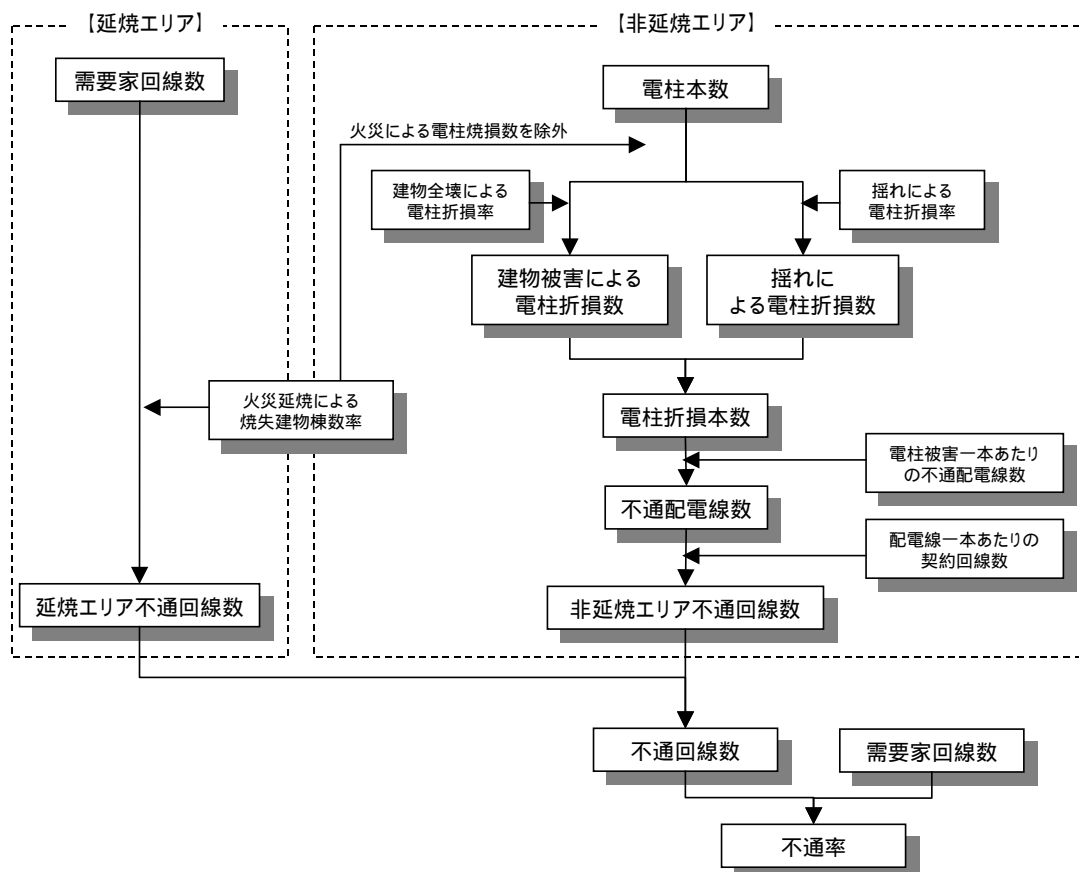 【延焼エリア】
【非延焼エリア】
需要家回線数
電柱本数
火災による電柱焼損数を除外
建物全壊による
電柱折損率
揺れによる
電柱折損率
建物被害による
電柱折損数
揺れに
よる電柱折損数
火災延焼による
焼失建物棟数率
電柱折損本数
電柱被害一本あたり
の不通配電線数
不通配電線数
配電線一本あたりの
契約回線数
延焼エリア不通回線数
非延焼エリア不通回線数
不通回線数
需要家回線数
不通率